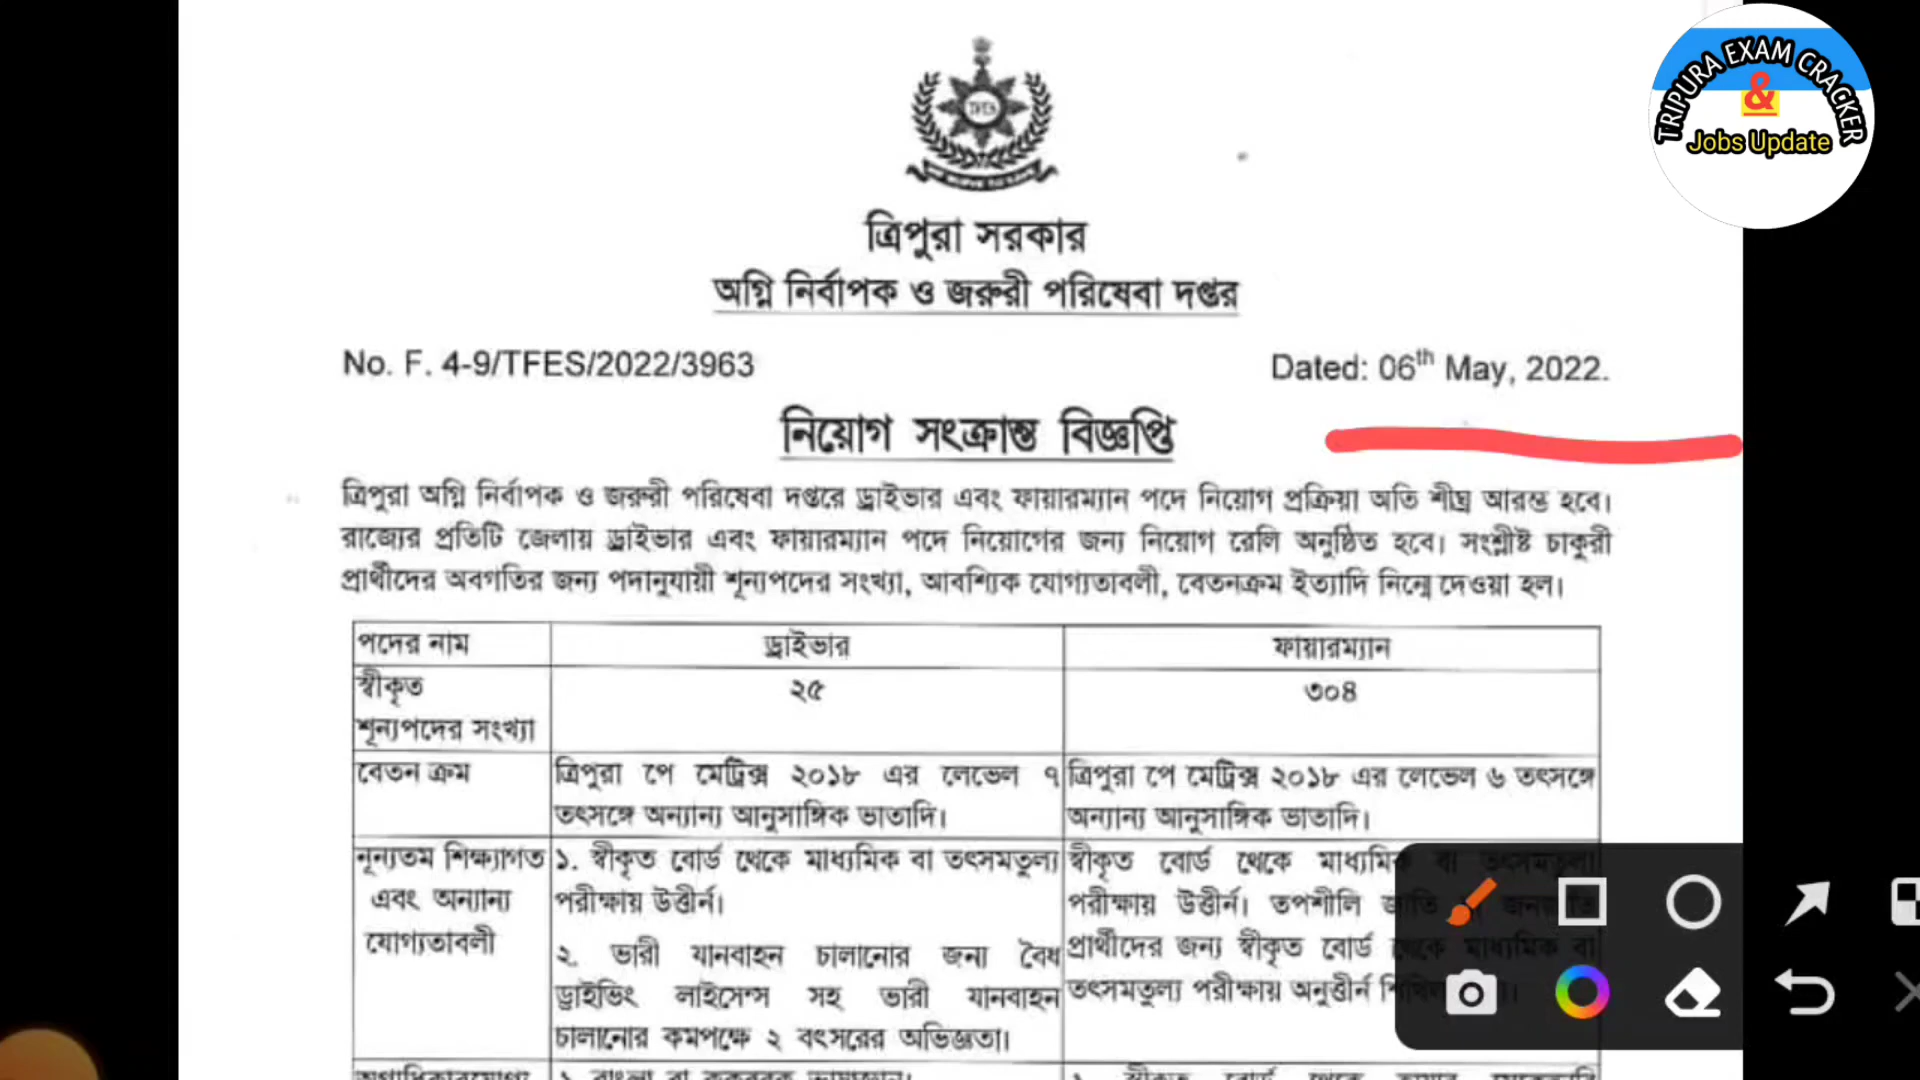 TRIPURA EXAM CRACKER
&
Jobs Update
TFES
ত্রিপুরা সরকার
অগ্নি নির্বাপক ও জরুরী পরিষেবা দপ্তর
No. F. 4-9/TFES/2022/3963
Dated: 06th May, 2022.
নিয়োগ সংক্রান্ত বিজ্ঞপ্তি
ত্রিপুরা অগ্নি নির্বাপক ও জরুরী পরিষেবা দপ্তরে ড্রাইভার এবং ফায়ারম্যান পদে নিয়োগ প্রক্রিয়া অতি শীঘ্র আরম্ভ হবে।
রাজ্যের প্রতিটি জেলায় ড্রাইভার এবং ফায়ারম্যান পদে নিয়োগের জন্য নিয়োগ রেলি অনুষ্ঠিত হবে। সংশ্লীষ্ট চাকুরী
প্রার্থীদের অবগতির জন্য পদানুযায়ী শূন্যপদের সংখ্যা, আবশ্যিক যোগ্যতাবলী, বেতনক্রম ইত্যাদি নিম্নে দেওয়া হল।
পদের নাম
ড্রাইভার
ফায়ারম্যান
স্বীকৃত
শূন্যপদের সংখ্যা
২৫
৩০৪
বেতন ক্রম
ত্রিপুরা পে মেট্রিক্স ২০১৮ এর লেভেল ৭
তৎসঙ্গে অন্যান্য আনুসাঙ্গিক ভাতাদি।
ত্রিপুরা পে মেট্রিক্স ২০১৮ এর লেভেল ৬ তৎসঙ্গে
অন্যান্য আনুসাঙ্গিক ভাতাদি।
নূন্যতম শিক্ষ্যাগত
এবং অন্যান্য
যোগ্যতাবলী
১. স্বীকৃত বোর্ড থেকে মাধ্যমিক বা তৎসমতুল্য
পরীক্ষায় উত্তীর্ন।
২. ভারী যানবাহন চালানোর জন্য বৈধ
ড্রাইভিং লাইসেন্স সহ ভারী যানবাহন
চালানোর কমপক্ষে ২ বৎসরের অভিজ্ঞতা।
স্বীকৃত বোর্ড থেকে মাধ্যমিক বা তৎসমতুল্য
পরীক্ষায় উত্তীর্ন। তপশীলি জাতি
প্রার্থীদের জন্য স্বীকৃত বোর্ড থেকে মাধ্যমিক বা
তৎসমতুল্য পরীক্ষায় অনুত্তীর্ন